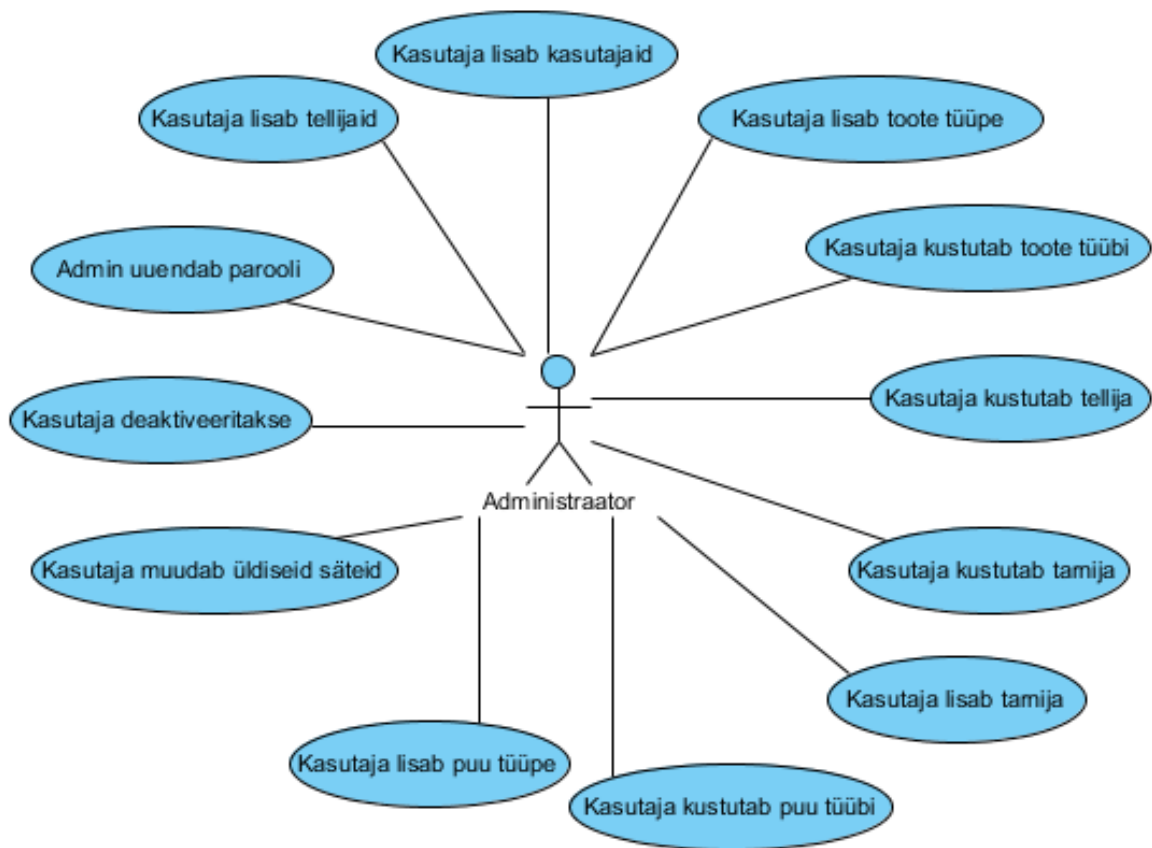 Kasutaja lisab kasutajaid
Kasutaja lisab tellijaid
Kasutaja lisab toote tüüpe
Admin uuendab parooli
Kasutaja kustutab toote tüübi
Kasutaja deaktiveeritakse
Kasutaja kustutab tellija
Administraator
Kasutaja muudab üldiseid säteid
Kasutaja kustutab tarnija
Kasutaja lisab tarnija
Kasutaja lisab puu tüüpe
Kasutaja kustutab puu tüübi